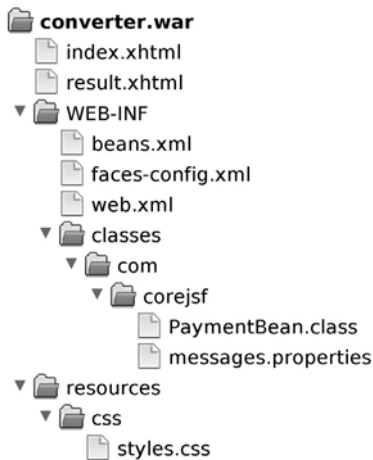 converter.war
index.xhtml
result.xhtml
WEB-INF
beans.xml
faces-config.xml
web.xml
classes
com
corejsf
PaymentBean.class
messages.properties
resources
css
styles.css